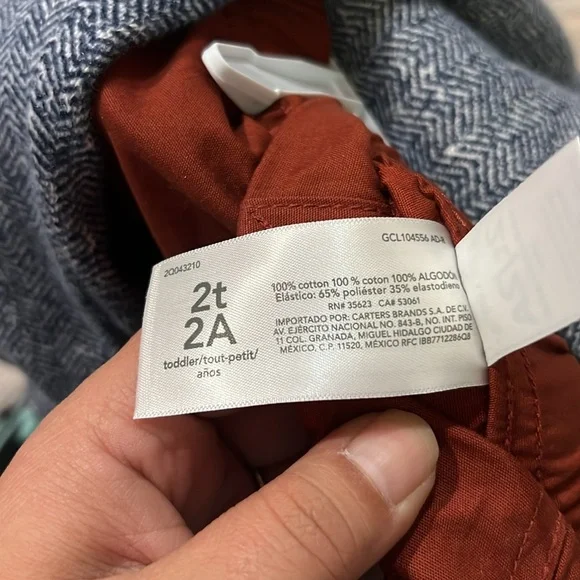 2Q043210
2t
2A
toddler/tout-petit/
años
GCL104556 AD-R
100% cotton 100 % coton 100% ALGODÓN
Elástico: 65% poliéster 35% elastodieno
RN# 35623 CA# 53061
IMPORTADO POR: CARTERS BRANDS S.A. DE C.V.
AV. EJÉRCITO NACIONAL NO. 843-B, NO. INT. PISO
11 COL. GRANADA, MIGUEL HIDALGO CIUDAD DE
MÉXICO, C.P. 11520, MÉXICO RFC IBB7712286Q8